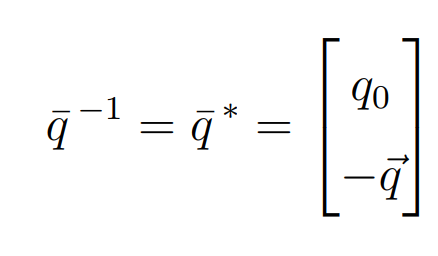 q̄ ⁻¹ = q̄ * = [ q₀ −q⃗ ]